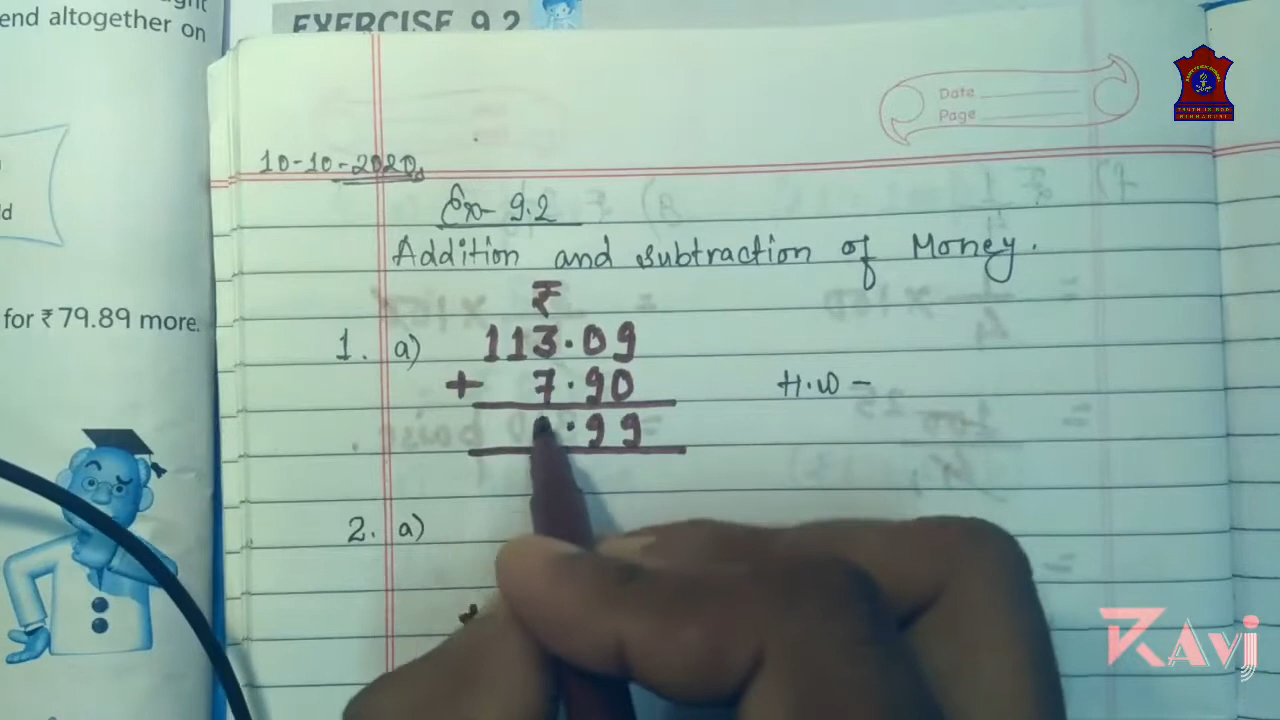 end altogether on
EXERCISE 9.2
for ₹ 79.89 more.
Date
Page
10-10-2020
Ex- 9.2
Addition and subtraction of Money.
₹
1. a) 113.09
+ 7.90
.99
H.W -
2. a)
RAvj